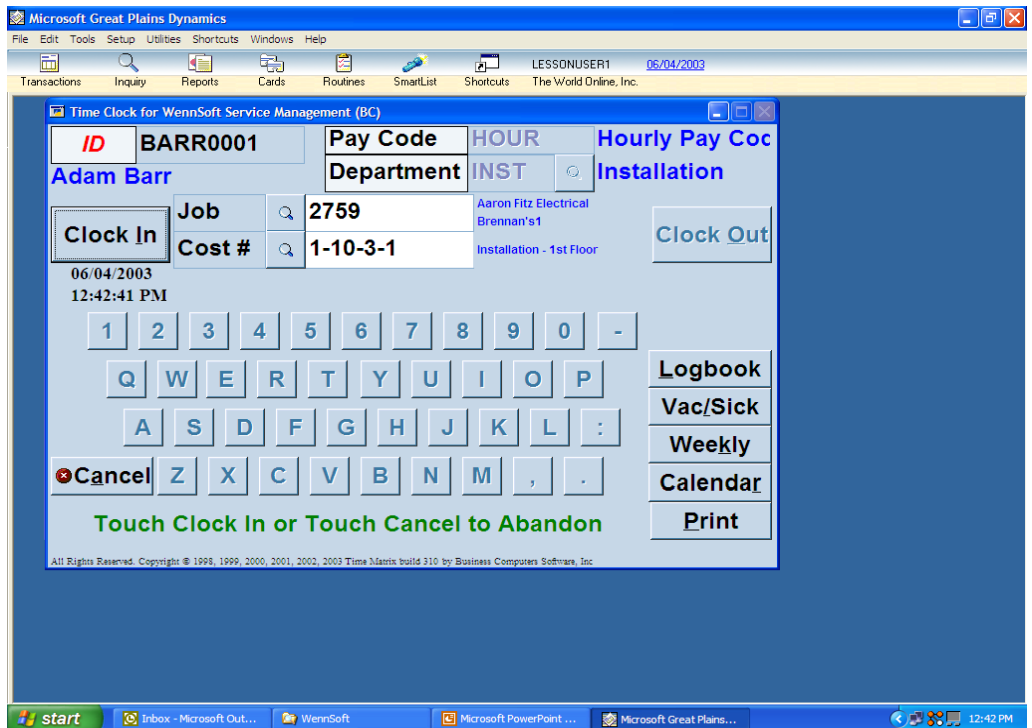 Microsoft Great Plains Dynamics
File Edit Tools Setup Utilities Shortcuts Windows Help
Transactions Inquiry Reports Cards Routines SmartList Shortcuts
LESSONUSER1 06/04/2003
The World Online, Inc.
Time Clock for WennSoft Service Management (BC)
ID BARR0001 Pay Code HOUR Hourly Pay Coc
Adam Barr Department INST Installation
Clock In
Job 2759 Aaron Fitz Electrical
Brennan's1
Cost # 1-10-3-1 Installation - 1st Floor
Clock Out
06/04/2003
12:42:41 PM
1 2 3 4 5 6 7 8 9 0 -
Q W E R T Y U I O P
A S D F G H J K L :
Cancel Z X C V B N M , .
Logbook
Vac/Sick
Weekly
Calendar
Print
Touch Clock In or Touch Cancel to Abandon
All Rights Reserved. Copyright © 1998, 1999, 2000, 2001, 2002, 2003 Time Matrix build 310 by Business Computers Software, Inc
start Inbox - Microsoft Out... WennSoft Microsoft PowerPoint ... Microsoft Great Plains... 12:42 PM